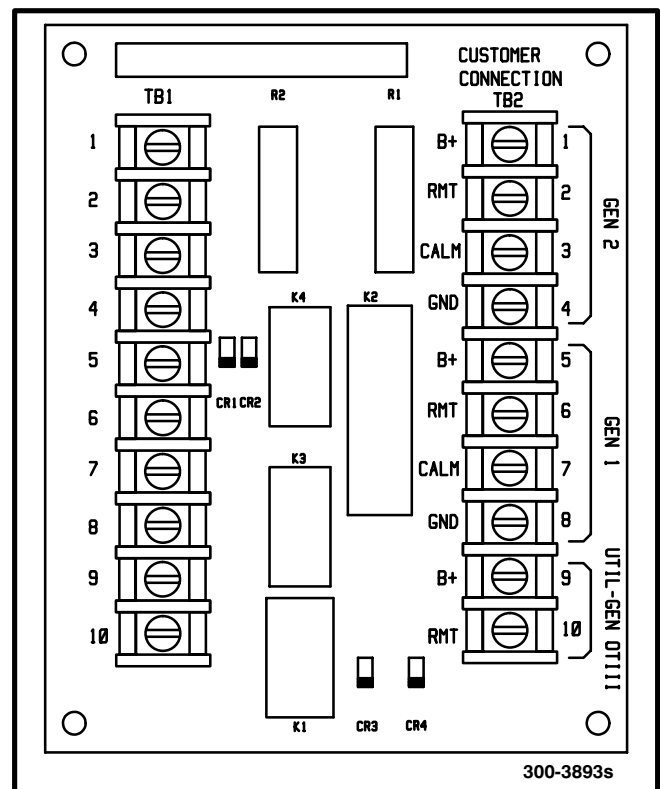 CUSTOMER
CONNECTION
TB1
R2
R1
TB2
1
B+
1
2
RMT
2
3
CALM
3
4
GND
4
GEN 2
K4
K2
5
B+
5
CR1 CR2
6
RMT
6
7
CALM
7
8
GND
8
GEN 1
K3
9
B+
9
10
RMT
10
UTIL-GEN OTIII
K1
CR3
CR4
300-3893s